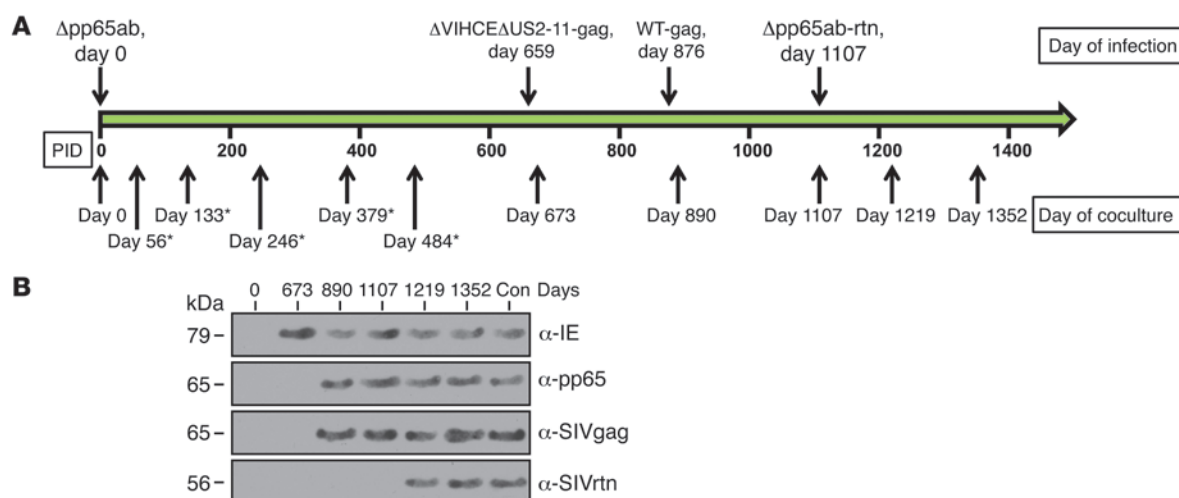 A
Δpp65ab,
day 0
ΔVIHCEΔUS2-11-gag,
day 659
WT-gag,
day 876
Δpp65ab-rtn,
day 1107
Day of infection
PID
0 200 400 600 800 1000 1200 1400
Day 0 Day 133* Day 379* Day 673 Day 890 Day 1107 Day 1219 Day 1352 Day of coculture
Day 56* Day 246* Day 484*
B
kDa 0 673 890 1107 1219 1352 Con Days
79 α-IE
65 α-pp65
65 α-SIVgag
56 α-SIVrtn